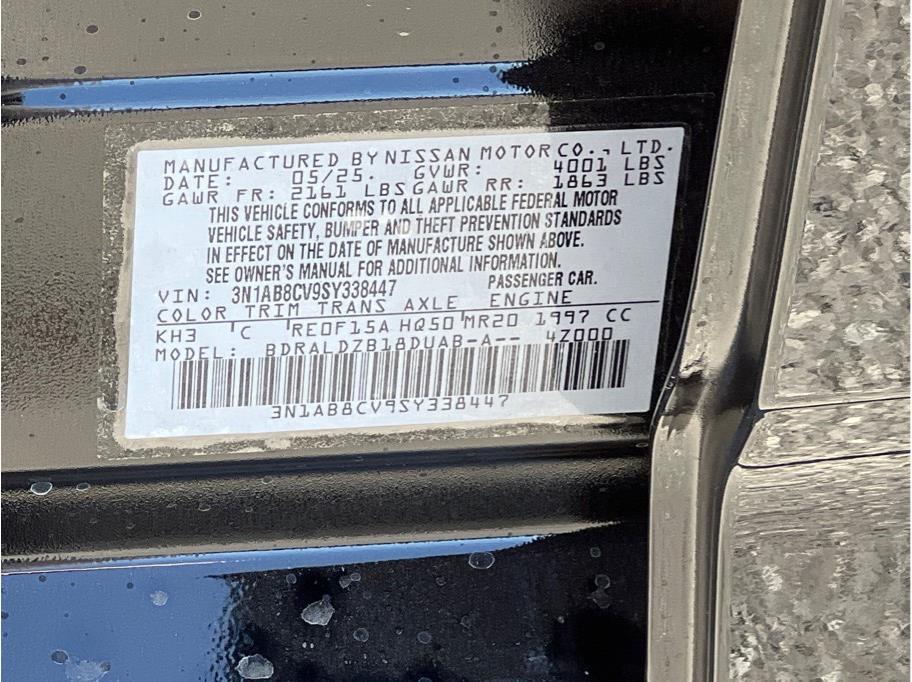 MANUFACTURED BY NISSAN MOTOR CO., LTD.
DATE: 05/25. GVWR: 4001 LBS
GAWR FR: 2161 LBS GAWR RR: 1863 LBS
THIS VEHICLE CONFORMS TO ALL APPLICABLE FEDERAL MOTOR
VEHICLE SAFETY, BUMPER AND THEFT PREVENTION STANDARDS
IN EFFECT ON THE DATE OF MANUFACTURE SHOWN ABOVE.
SEE OWNER'S MANUAL FOR ADDITIONAL INFORMATION.
VIN: 3N1AB8CV9SY338447 PASSENGER CAR.
COLOR TRIM TRANS AXLE ENGINE
KH3 C RE0F15A HQ50 MR20 1997 CC
MODEL: BDRALDZB18DUAB-A-- 4Z000
3N1AB8CV9SY338447